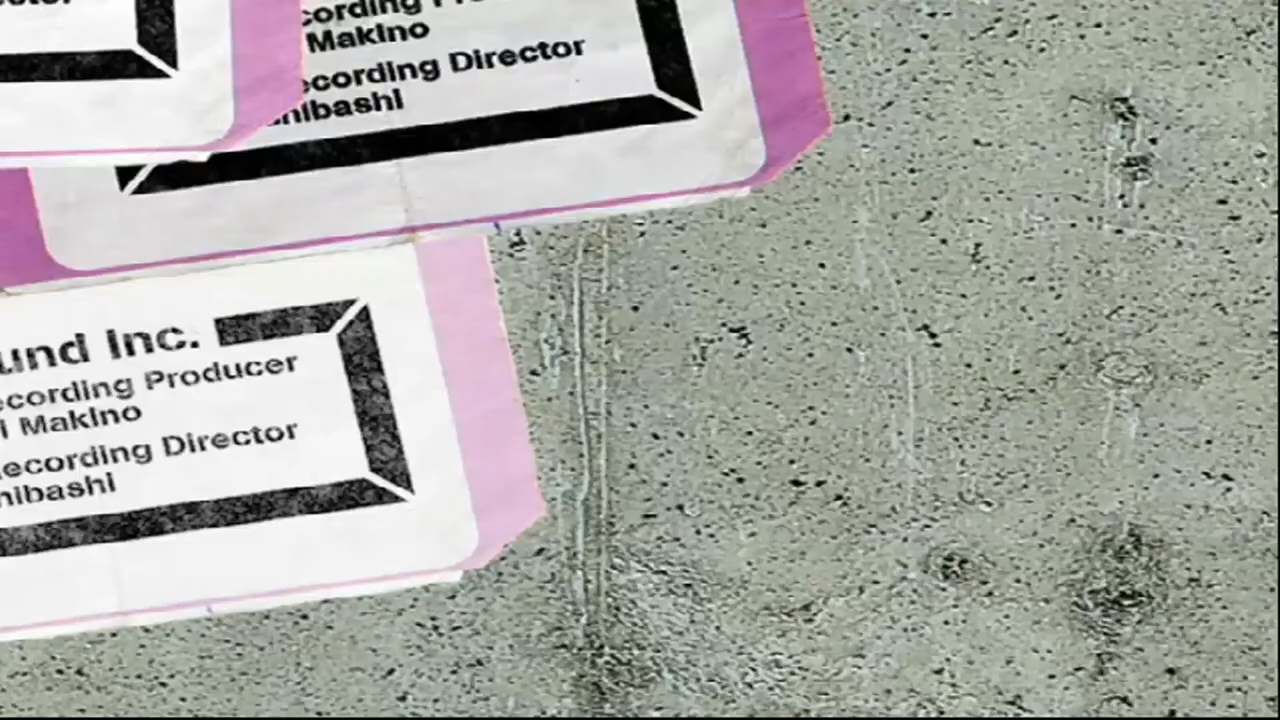 cording
Makino
ecording Director
hibashi
und Inc.
ecording Producer
i Makino
ecording Director
hibashi